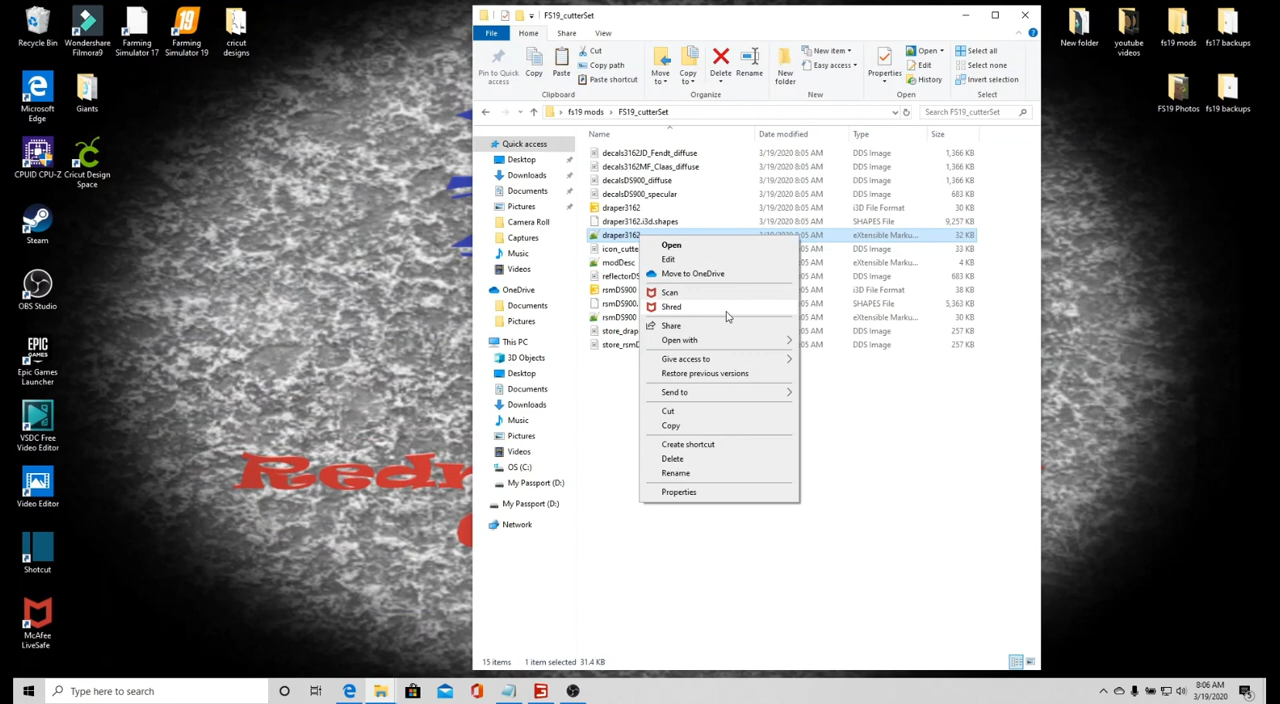 FS19_cutterSet
File
Home
Share
View
Pin to Quick access
Copy
Paste
Cut
Copy path
Paste shortcut
Clipboard
Move to
Copy to
Delete
Rename
Organize
New folder
New item
Easy access
New
Properties
Open
Edit
History
Open
Select all
Select none
Invert selection
Select
fs19 mods > FS19_cutterSet
Search FS19_cutterSet
Name Date modified Type Size
decals3162JD_Fendt_diffuse 3/19/2020 8:05 AM DDS Image 1,366 KB
decals3162MF_Claas_diffuse 3/19/2020 8:05 AM DDS Image 1,366 KB
decalsDS900_diffuse 3/19/2020 8:05 AM DDS Image 1,366 KB
decalsDS900_specular 3/19/2020 8:05 AM DDS Image 683 KB
draper3162 3/19/2020 8:05 AM i3D File Format 30 KB
draper3162.i3d.shapes 3/19/2020 8:05 AM SHAPES File 9,257 KB
draper3162 3/19/2020 8:05 AM eXtensible Marku... 32 KB
icon_cutte :05 AM DDS Image 33 KB
modDesc :05 AM eXtensible Marku... 4 KB
reflectorDS :05 AM DDS Image 683 KB
rsmDS900 :05 AM i3D File Format 38 KB
rsmDS900. :05 AM SHAPES File 5,363 KB
rsmDS900 :05 AM eXtensible Marku... 32 KB
store_drap :05 AM DDS Image 257 KB
store_rsmD :05 AM DDS Image 257 KB
Open
Edit
Move to OneDrive
Scan
Shred
Share
Open with
Give access to
Restore previous versions
Send to
Cut
Copy
Create shortcut
Delete
Rename
Properties
Quick access
Desktop
Downloads
Documents
Pictures
Camera Roll
Captures
Music
Videos
OneDrive
Documents
Pictures
This PC
3D Objects
Desktop
Documents
Downloads
Music
Pictures
Videos
OS (C:)
My Passport (D:)
My Passport (D:)
Network
15 items 1 item selected 31.4 KB
Recycle Bin
Wondershare Filmora9
Farming Simulator 17
Farming Simulator 19
cricut designs
Microsoft Edge
Giants
CPUID CPU-Z
Cricut Design Space
Steam
OBS Studio
Epic Games Launcher
VSDC Free Video Editor
Video Editor
Shotcut
McAfee LiveSafe
New folder
youtube videos
fs19 mods
fs17 backups
FS19 Photos
fs19 backups
Redn
Type here to search
8:06 AM
3/19/2020
5